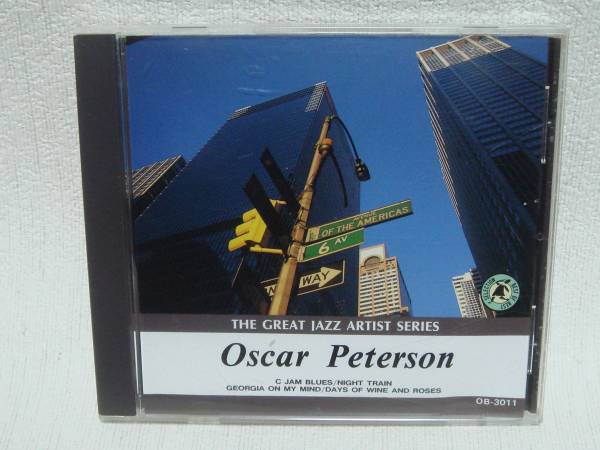 AVENUE
OF THE AMERICAS
6 AV
WAY
THE GREAT JAZZ ARTIST SERIES
Oscar Peterson
C JAM BLUES/NIGHT TRAIN
GEORGIA ON MY MIND/DAYS OF WINE AND ROSES
OB-3011